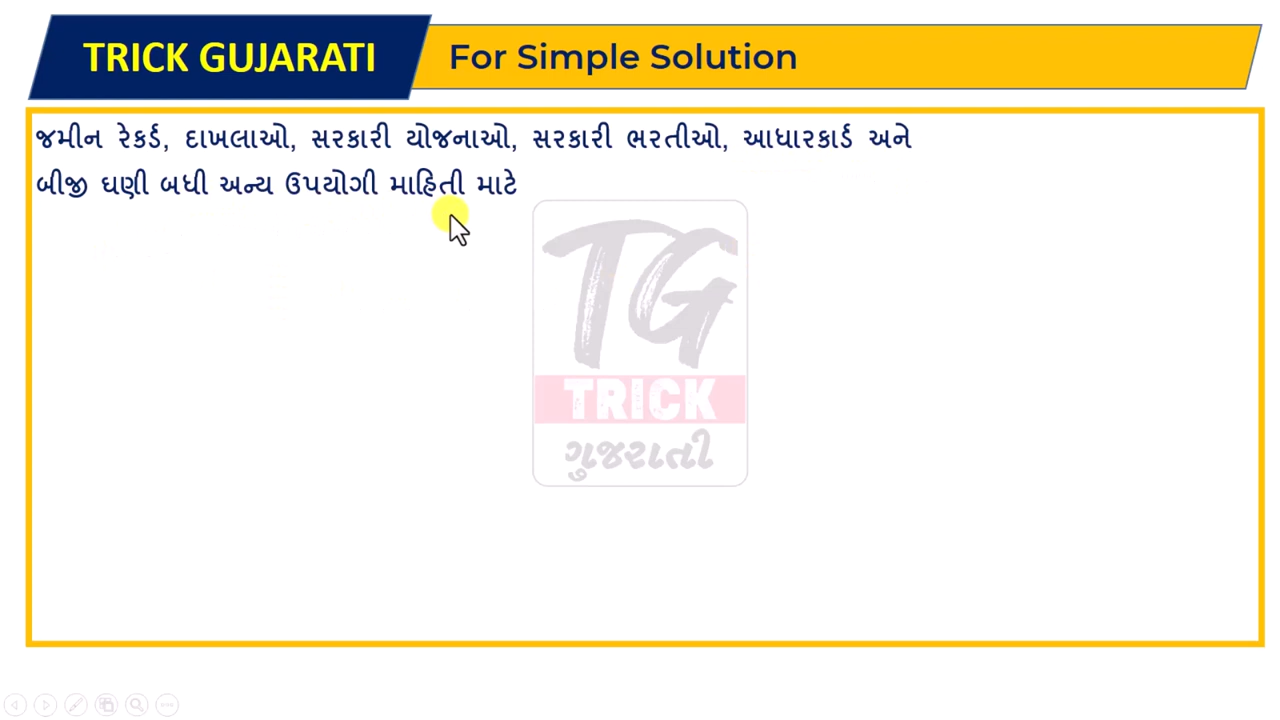 TRICK GUJARATI
For Simple Solution
જમીન રેકર્ડ, દાખલાઓ, સરકારી યોજનાઓ, સરકારી ભરતીઓ, આધારકાર્ડ અને
બીજી ઘણી બધી અન્ય ઉપયોગી માહિતી માટે
TG
TRICK
ગુજરાતી